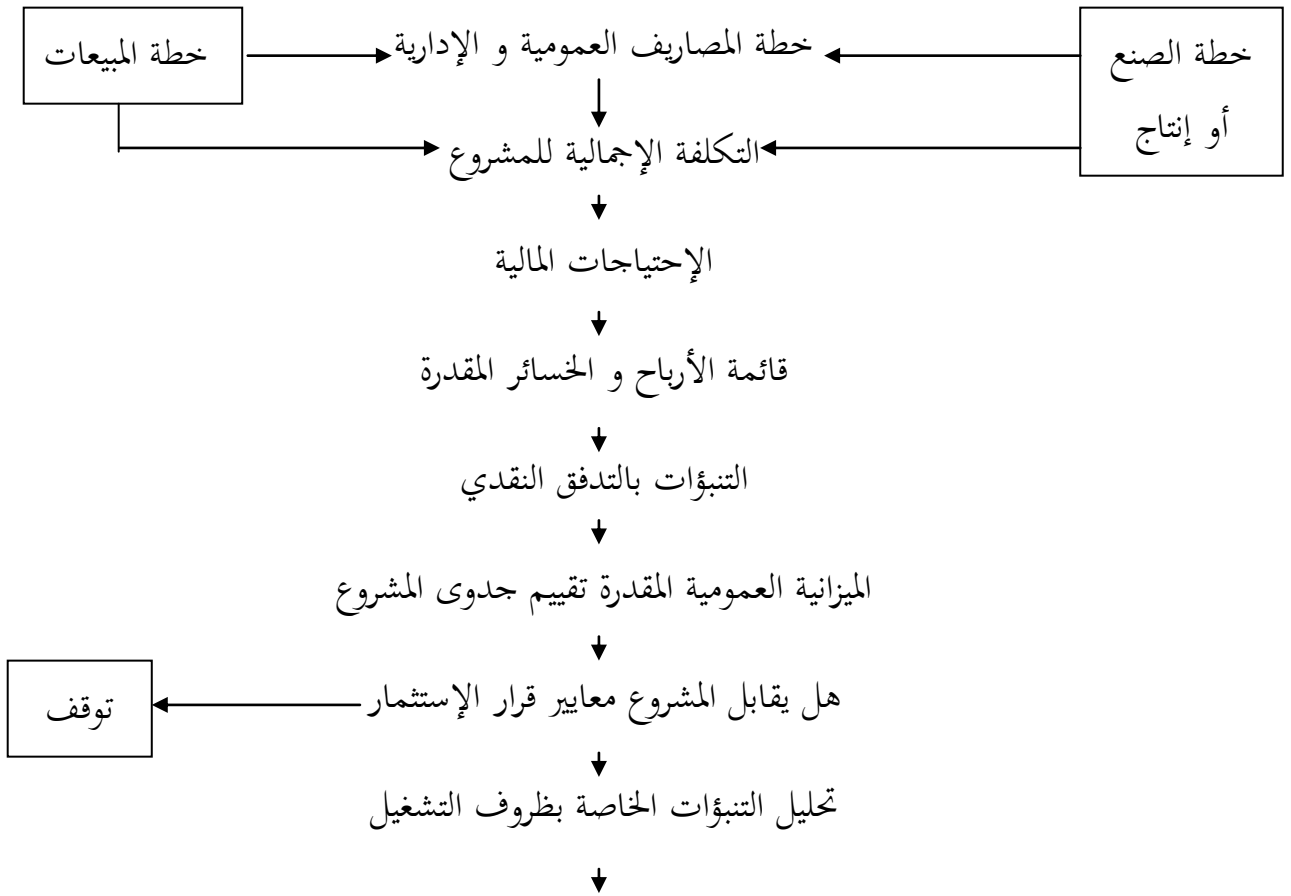 خطة المصاريف العمومية و الإدارية
خطة المبيعات
خطة الصنع
أو إنتاج
التكلفة الإجمالية للمشروع
الإحتياجات المالية
قائمة الأرباح و الخسائر المقدرة
التنبؤات بالتدفق النقدي
الميزانية العمومية المقدرة تقييم جدوى المشروع
هل يقابل المشروع معايير قرار الإستثمار
توقف
تحليل التنبؤات الخاصة بظروف التشغيل